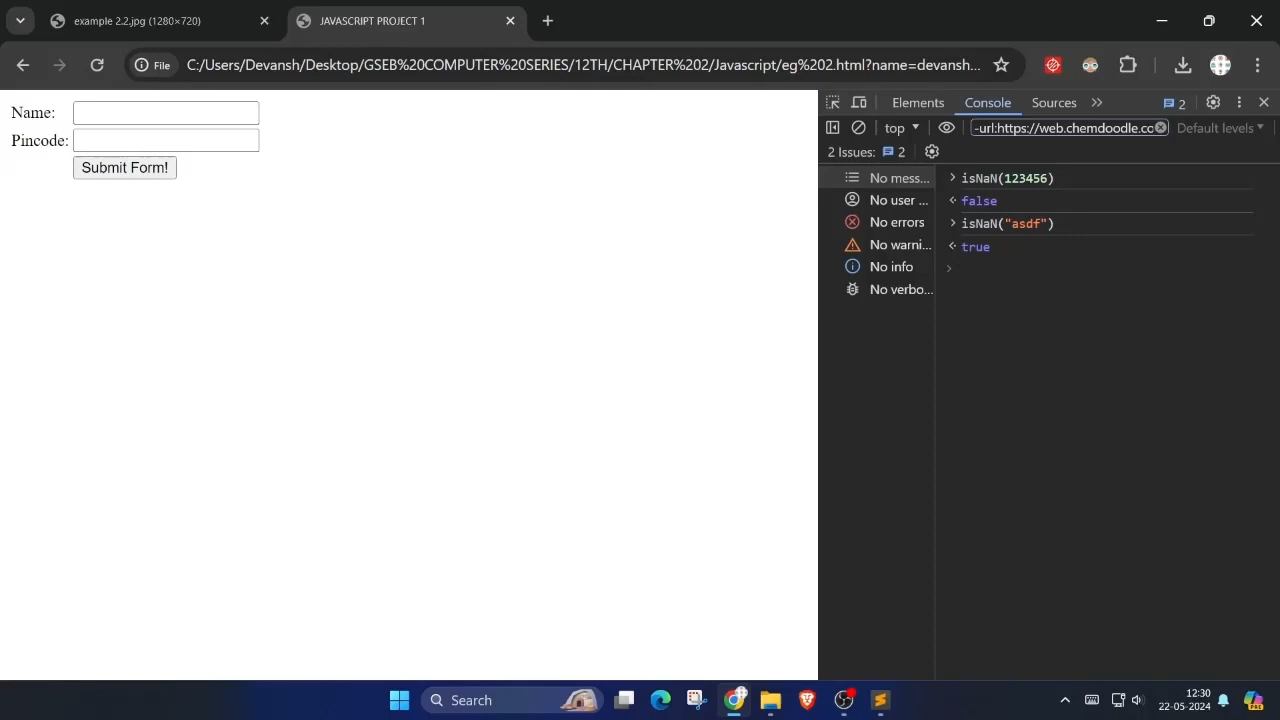 example 2.2.jpg (1280×720)
JAVASCRIPT PROJECT 1
File
C:/Users/Devansh/Desktop/GSEB%20COMPUTER%20SERIES/12TH/CHAPTER%202/Javascript/eg%202.html?name=devansh...
Name:
Pincode:
Submit Form!
Elements
Console
Sources
2
top
-url:https://web.chemdoodle.co
Default levels
2 Issues:
2
No mess...
No user ...
No errors
No warni...
No info
No verbo...
isNaN(123456)
false
isNaN("asdf")
true
Search
12:30
22-05-2024